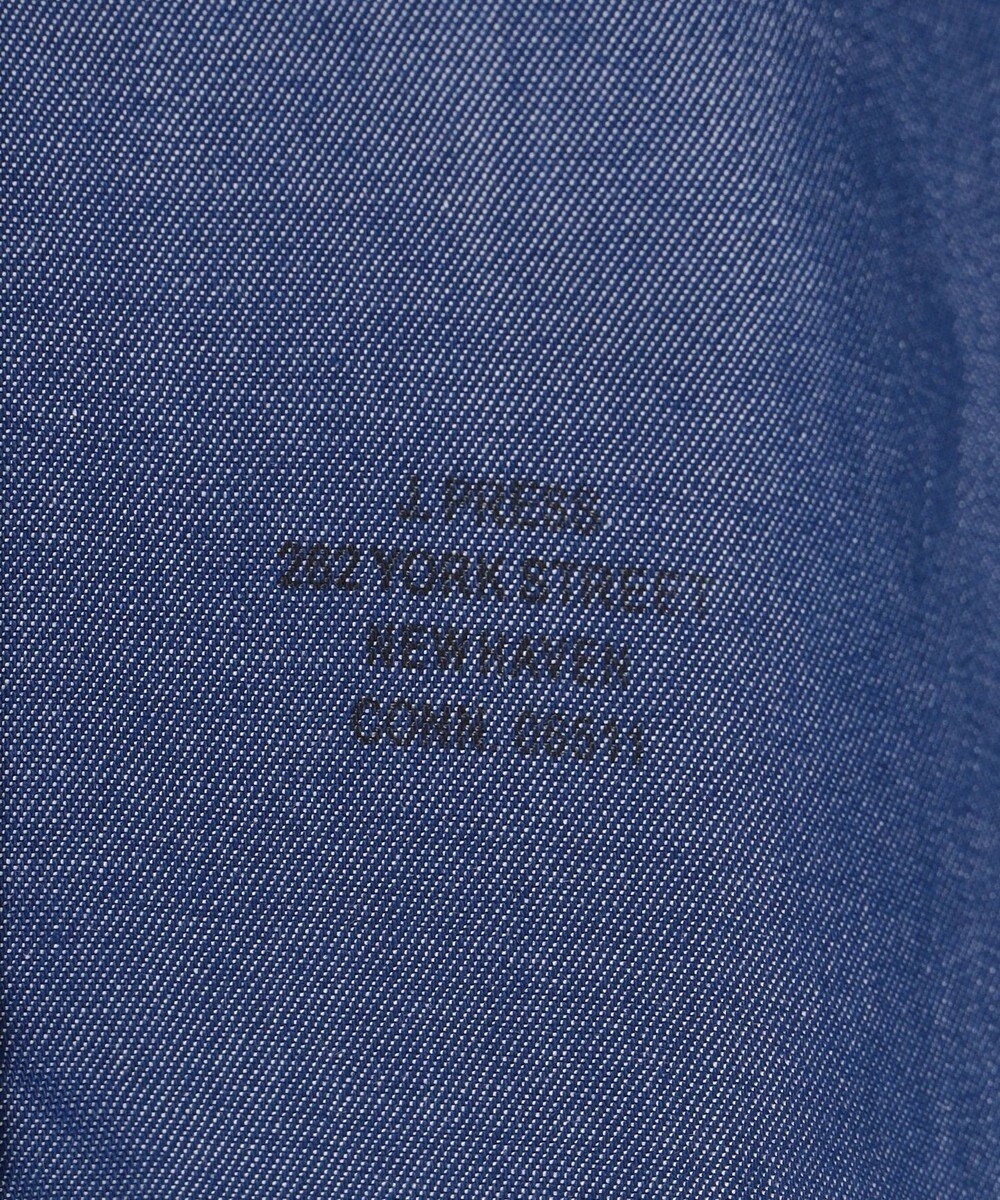 J. PRESS
262 YORK STREET
NEW HAVEN
CONN. 06511